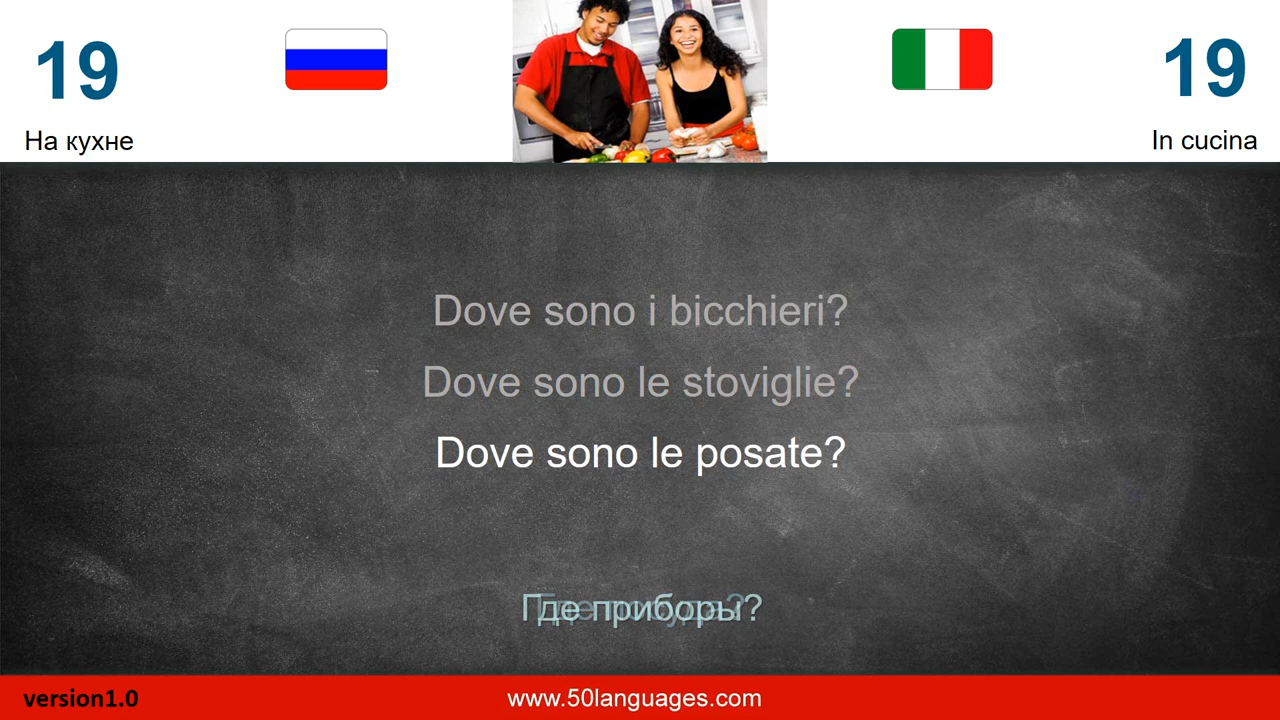 19
19
На кухне
In cucina
Dove sono i bicchieri?
Dove sono le stoviglie?
Dove sono le posate?
Где приборы?
version1.0
www.50languages.com